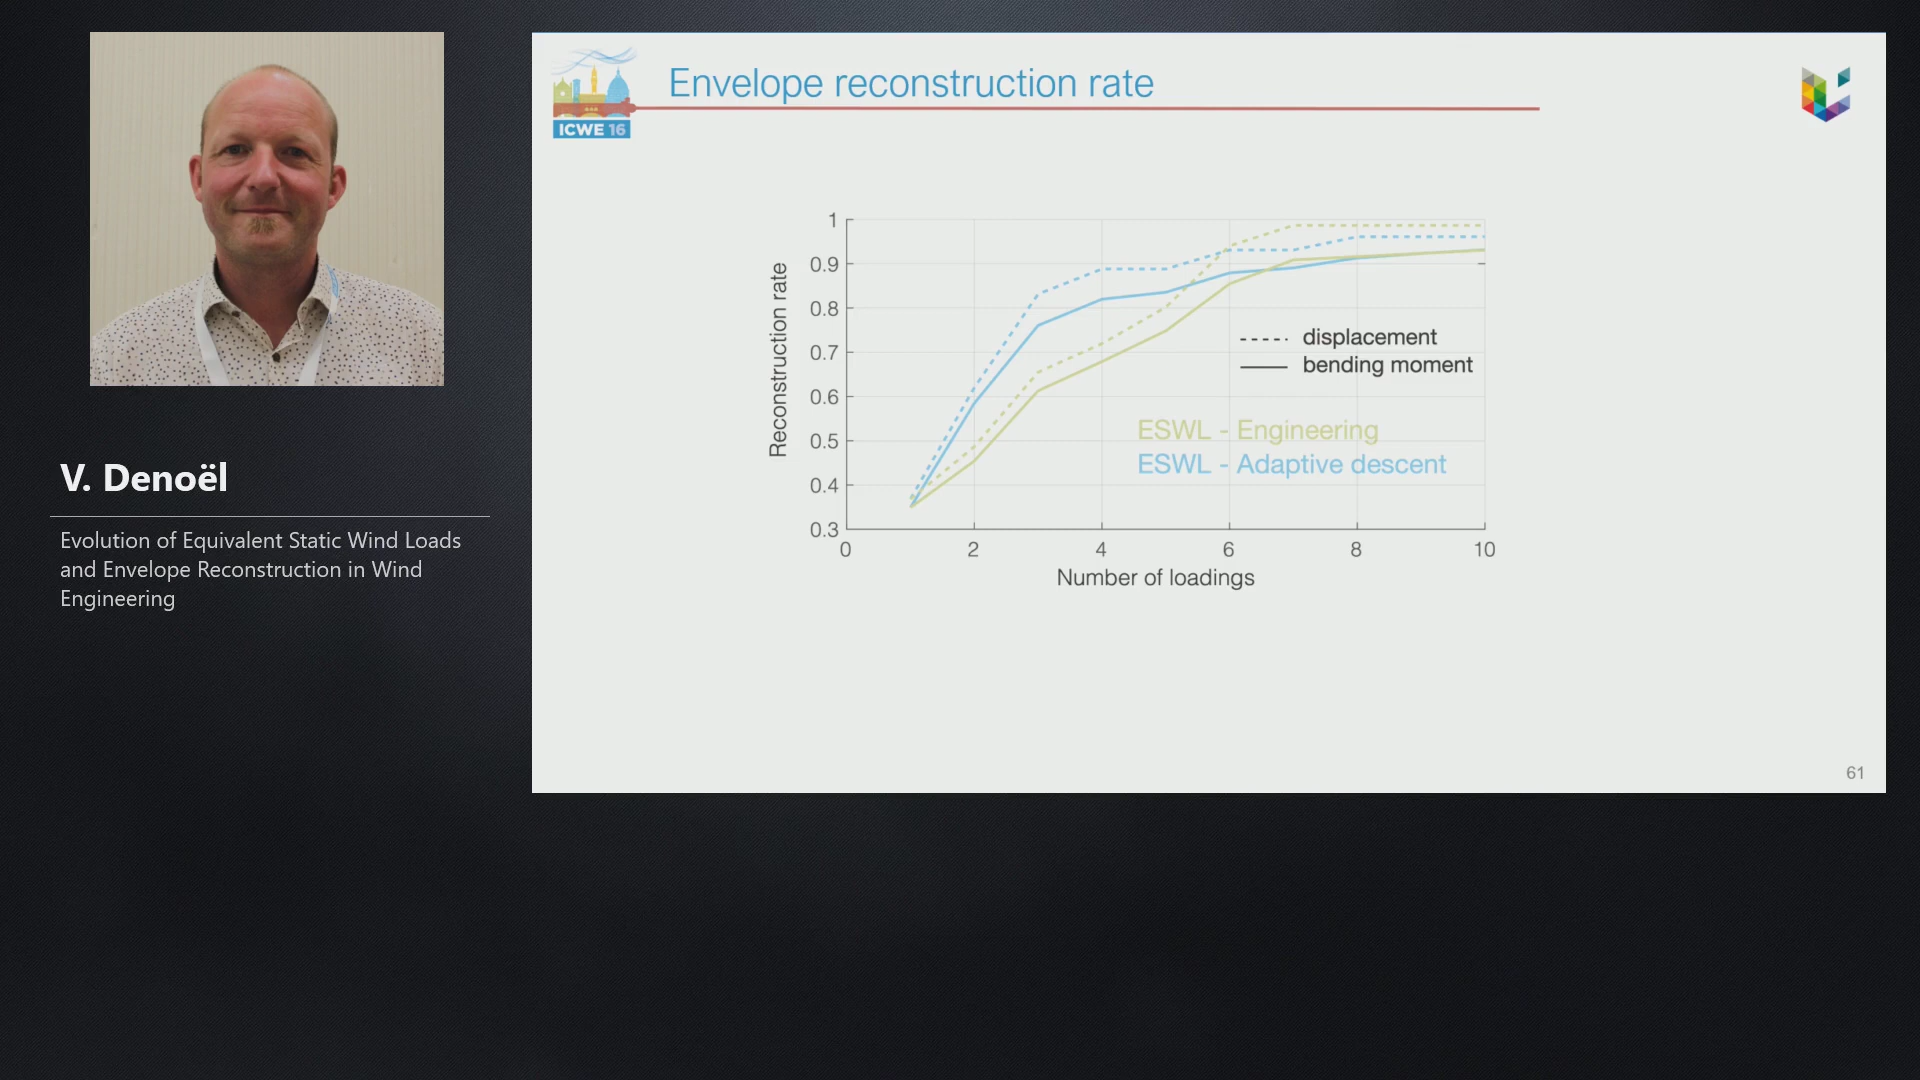 V. Denoël
Evolution of Equivalent Static Wind Loads
and Envelope Reconstruction in Wind
Engineering
ICWE 16
Envelope reconstruction rate
Reconstruction rate
1
0.9
0.8
0.7
0.6
0.5
0.4
0.3
0 2 4 6 8 10
Number of loadings
displacement
bending moment
ESWL - Engineering
ESWL - Adaptive descent
61